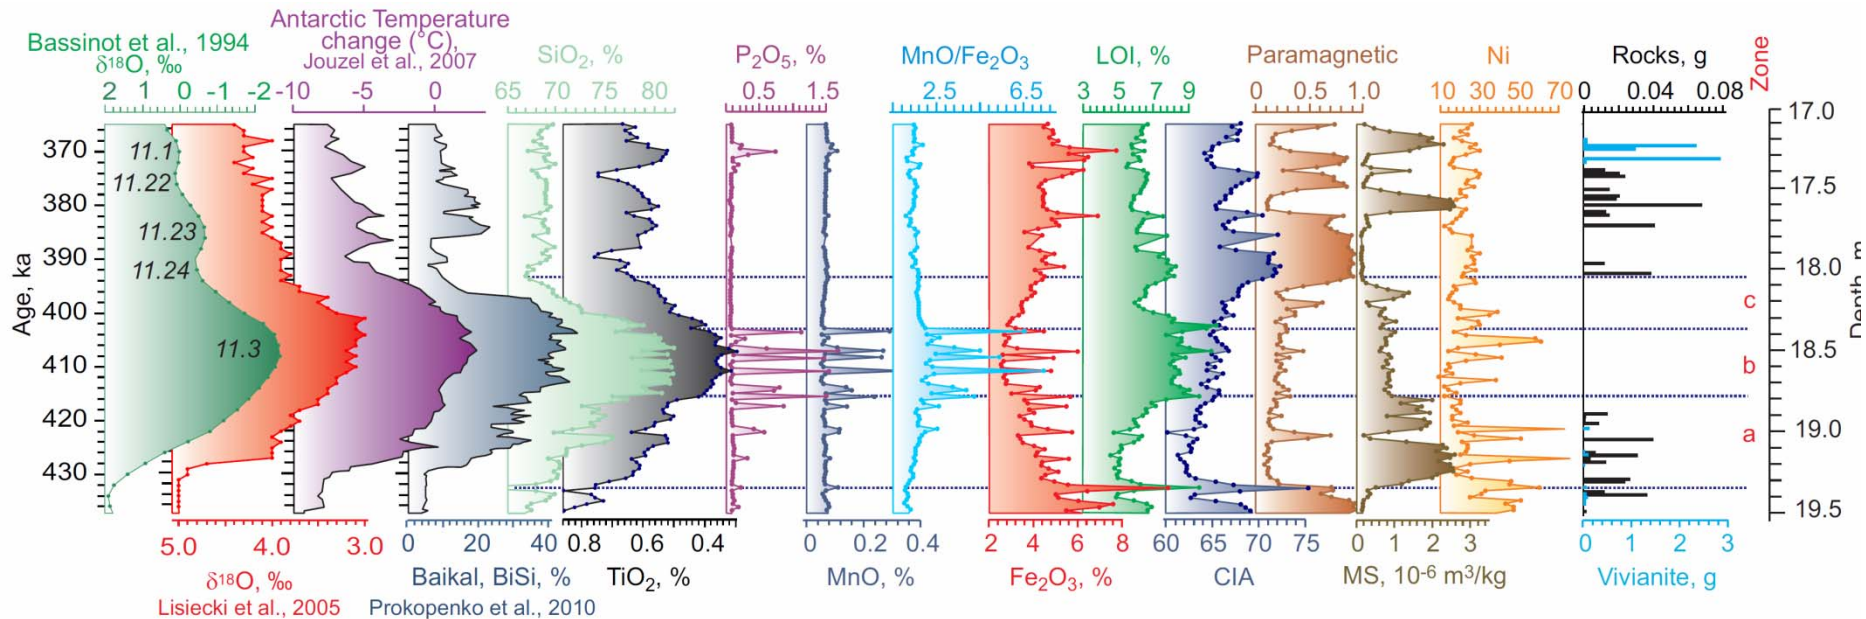 Bassinot et al., 1994
δ¹⁸O, ‰
2 1 0 -1 -2
Antarctic Temperature
change (°C),
Jouzel et al., 2007
-10 -5 0
SiO₂, %
65 70 75 80
P₂O₅, %
0.5 1.5
MnO/Fe₂O₃
2.5 6.5
LOI, %
3 5 7 9
Paramagnetic
0 0.5 1.0
Ni
10 30 50 70
Rocks, g
0 0.04 0.08
Zone
Age, ka
370
380
390
400
410
420
430
11.1
11.22
11.23
11.24
11.3
c
b
a
17.0
17.5
18.0
18.5
19.0
19.5
Depth, m
5.0 4.0 3.0
δ¹⁸O, ‰
Lisiecki et al., 2005
0 20 40
Baikal, BiSi, %
Prokopenko et al., 2010
0.8 0.6 0.4
TiO₂, %
0 0.2 0.4
MnO, %
2 4 6 8
Fe₂O₃, %
60 65 70 75
CIA
0 1 2 3
MS, 10⁻⁶ m³/kg
0 1 2 3
Vivianite, g